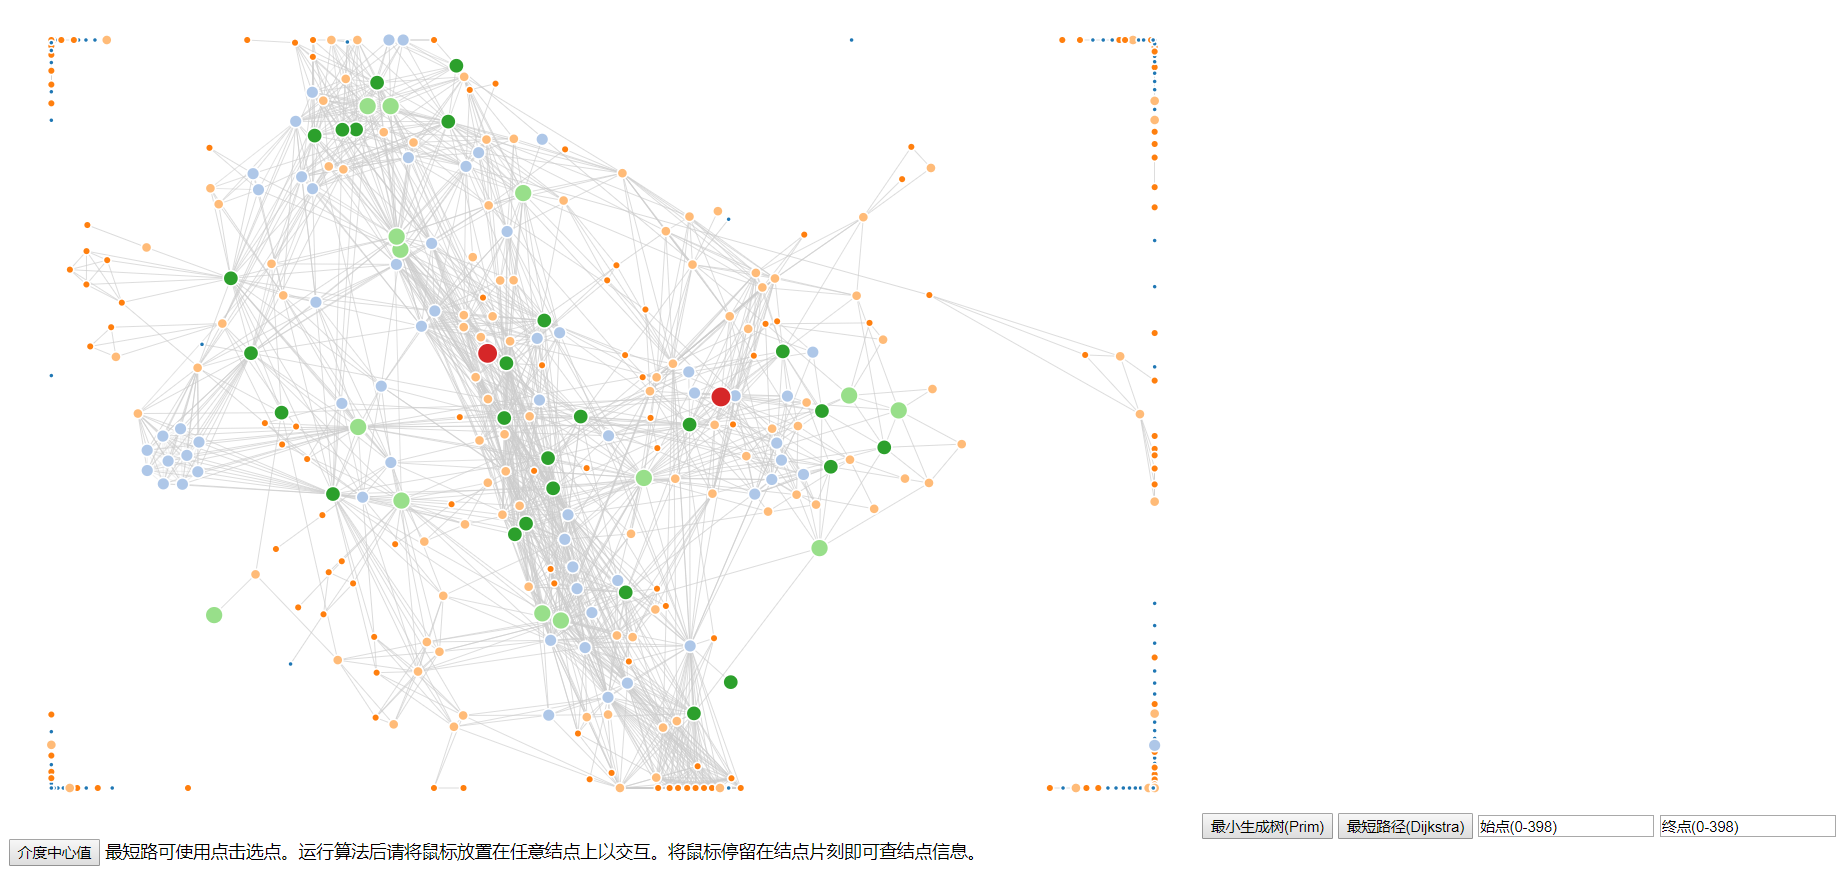 最小生成树(Prim) 最短路径(Dijkstra) 始点(0-398) 终点(0-398)
介度中心值 最短路可使用点击选点。运行算法后请将鼠标放置在任意结点上以交互。将鼠标停留在结点片刻即可查结点信息。